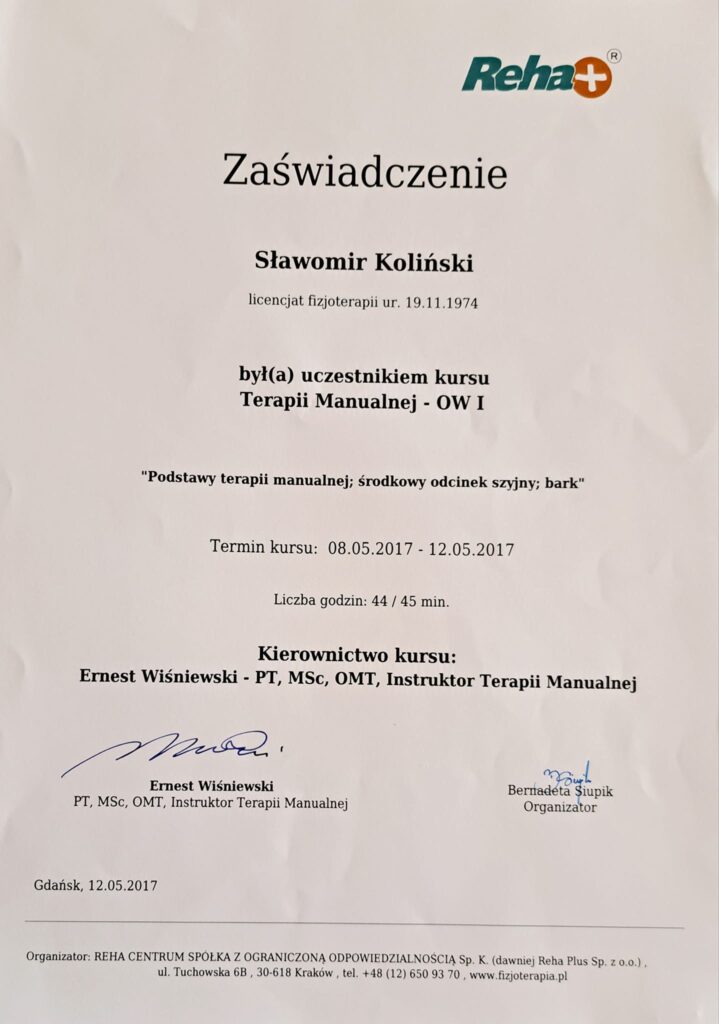 Reha+®
Zaświadczenie
Sławomir Koliński
licencjat fizjoterapii ur. 19.11.1974
był(a) uczestnikiem kursu
Terapii Manualnej - OW I
"Podstawy terapii manualnej; środkowy odcinek szyjny; bark"
Termin kursu: 08.05.2017 - 12.05.2017
Liczba godzin: 44 / 45 min.
Kierownictwo kursu:
Ernest Wiśniewski - PT, MSc, OMT, Instruktor Terapii Manualnej
Ernest Wiśniewski
PT, MSc, OMT, Instruktor Terapii Manualnej
Bernadeta Siupik
Organizator
Gdańsk, 12.05.2017
Organizator: REHA CENTRUM SPÓŁKA Z OGRANICZONĄ ODPOWIEDZIALNOŚCIĄ Sp. K. (dawniej Reha Plus Sp. z o.o.) ,
ul. Tuchowska 6B , 30-618 Kraków , tel. +48 (12) 650 93 70 , www.fizjoterapia.pl